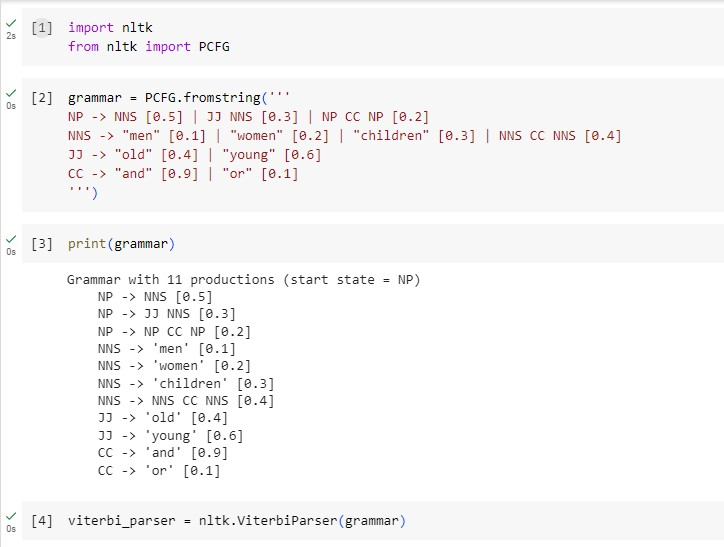 [1] import nltk
2s
from nltk import PCFG
[2] grammar = PCFG.fromstring('''
0s
NP -> NNS [0.5] | JJ NNS [0.3] | NP CC NP [0.2]
NNS -> "men" [0.1] | "women" [0.2] | "children" [0.3] | NNS CC NNS [0.4]
JJ -> "old" [0.4] | "young" [0.6]
CC -> "and" [0.9] | "or" [0.1]
''')
[3] print(grammar)
0s
Grammar with 11 productions (start state = NP)
NP -> NNS [0.5]
NP -> JJ NNS [0.3]
NP -> NP CC NP [0.2]
NNS -> 'men' [0.1]
NNS -> 'women' [0.2]
NNS -> 'children' [0.3]
NNS -> NNS CC NNS [0.4]
JJ -> 'old' [0.4]
JJ -> 'young' [0.6]
CC -> 'and' [0.9]
CC -> 'or' [0.1]
[4] viterbi_parser = nltk.ViterbiParser(grammar)
0s